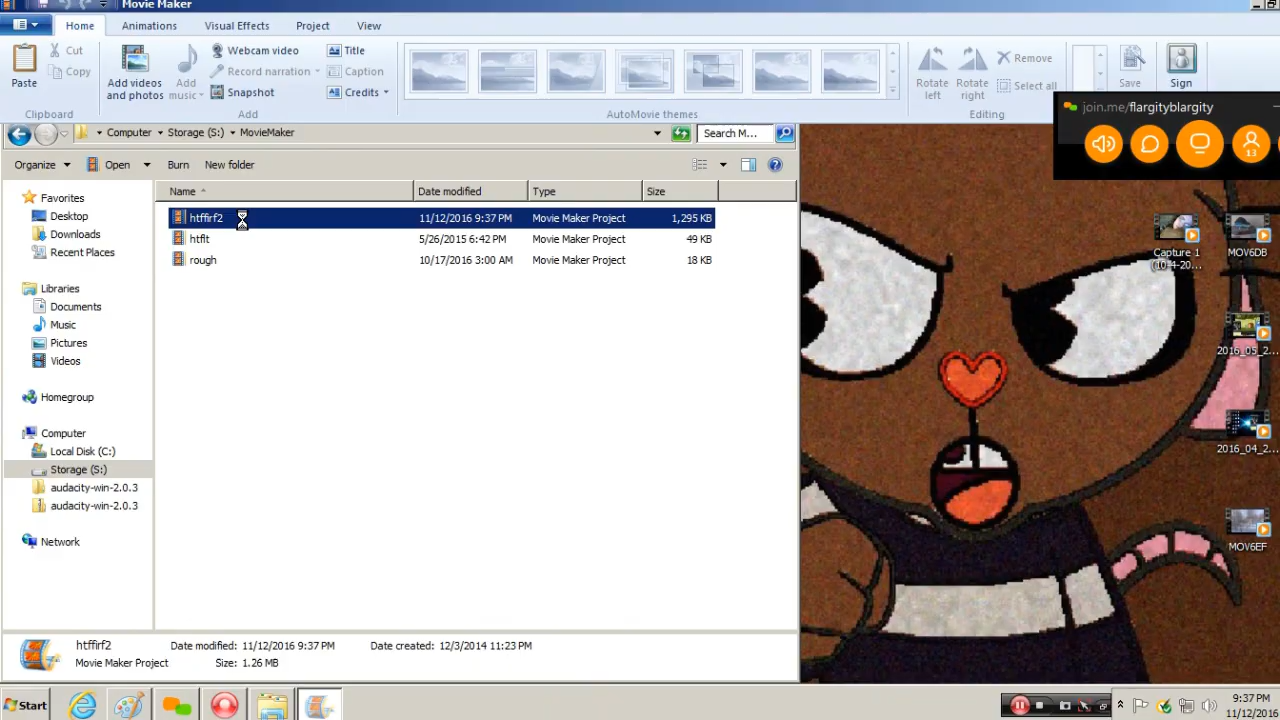 Movie Maker
Home Animations Visual Effects Project View
Paste
Cut
Copy
Clipboard
Add videos and photos
Add music
Webcam video
Record narration
Snapshot
Title
Caption
Credits
Add
AutoMovie themes
Rotate left
Rotate right
Remove
Select all
Editing
Save
Sign
join.me/flargityblargity
13
Computer Storage (S:) MovieMaker
Search M...
Organize Open Burn New folder
Name Date modified Type Size
htffirf2 11/12/2016 9:37 PM Movie Maker Project 1,295 KB
htflt 5/26/2015 6:42 PM Movie Maker Project 49 KB
rough 10/17/2016 3:00 AM Movie Maker Project 18 KB
Favorites
Desktop
Downloads
Recent Places
Libraries
Documents
Music
Pictures
Videos
Homegroup
Computer
Local Disk (C:)
Storage (S:)
audacity-win-2.0.3
audacity-win-2.0.3
Network
Capture 1
(10-4-20...
MOV6DB
2016_05_2...
2016_04_2...
MOV6EF
htffirf2 Date modified: 11/12/2016 9:37 PM Date created: 12/3/2014 11:23 PM
Movie Maker Project Size: 1.26 MB
Start
9:37 PM
11/12/2016